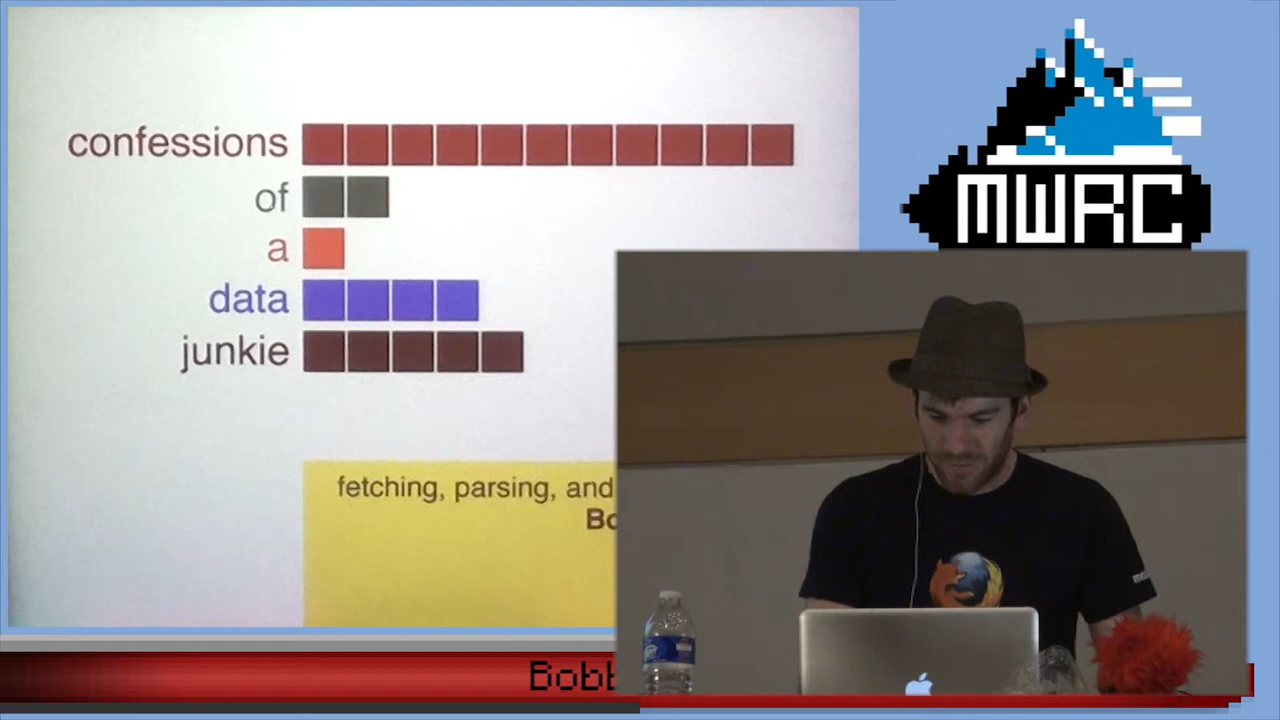 confessions
of
a
data
junkie
fetching, parsing, and
MWRC